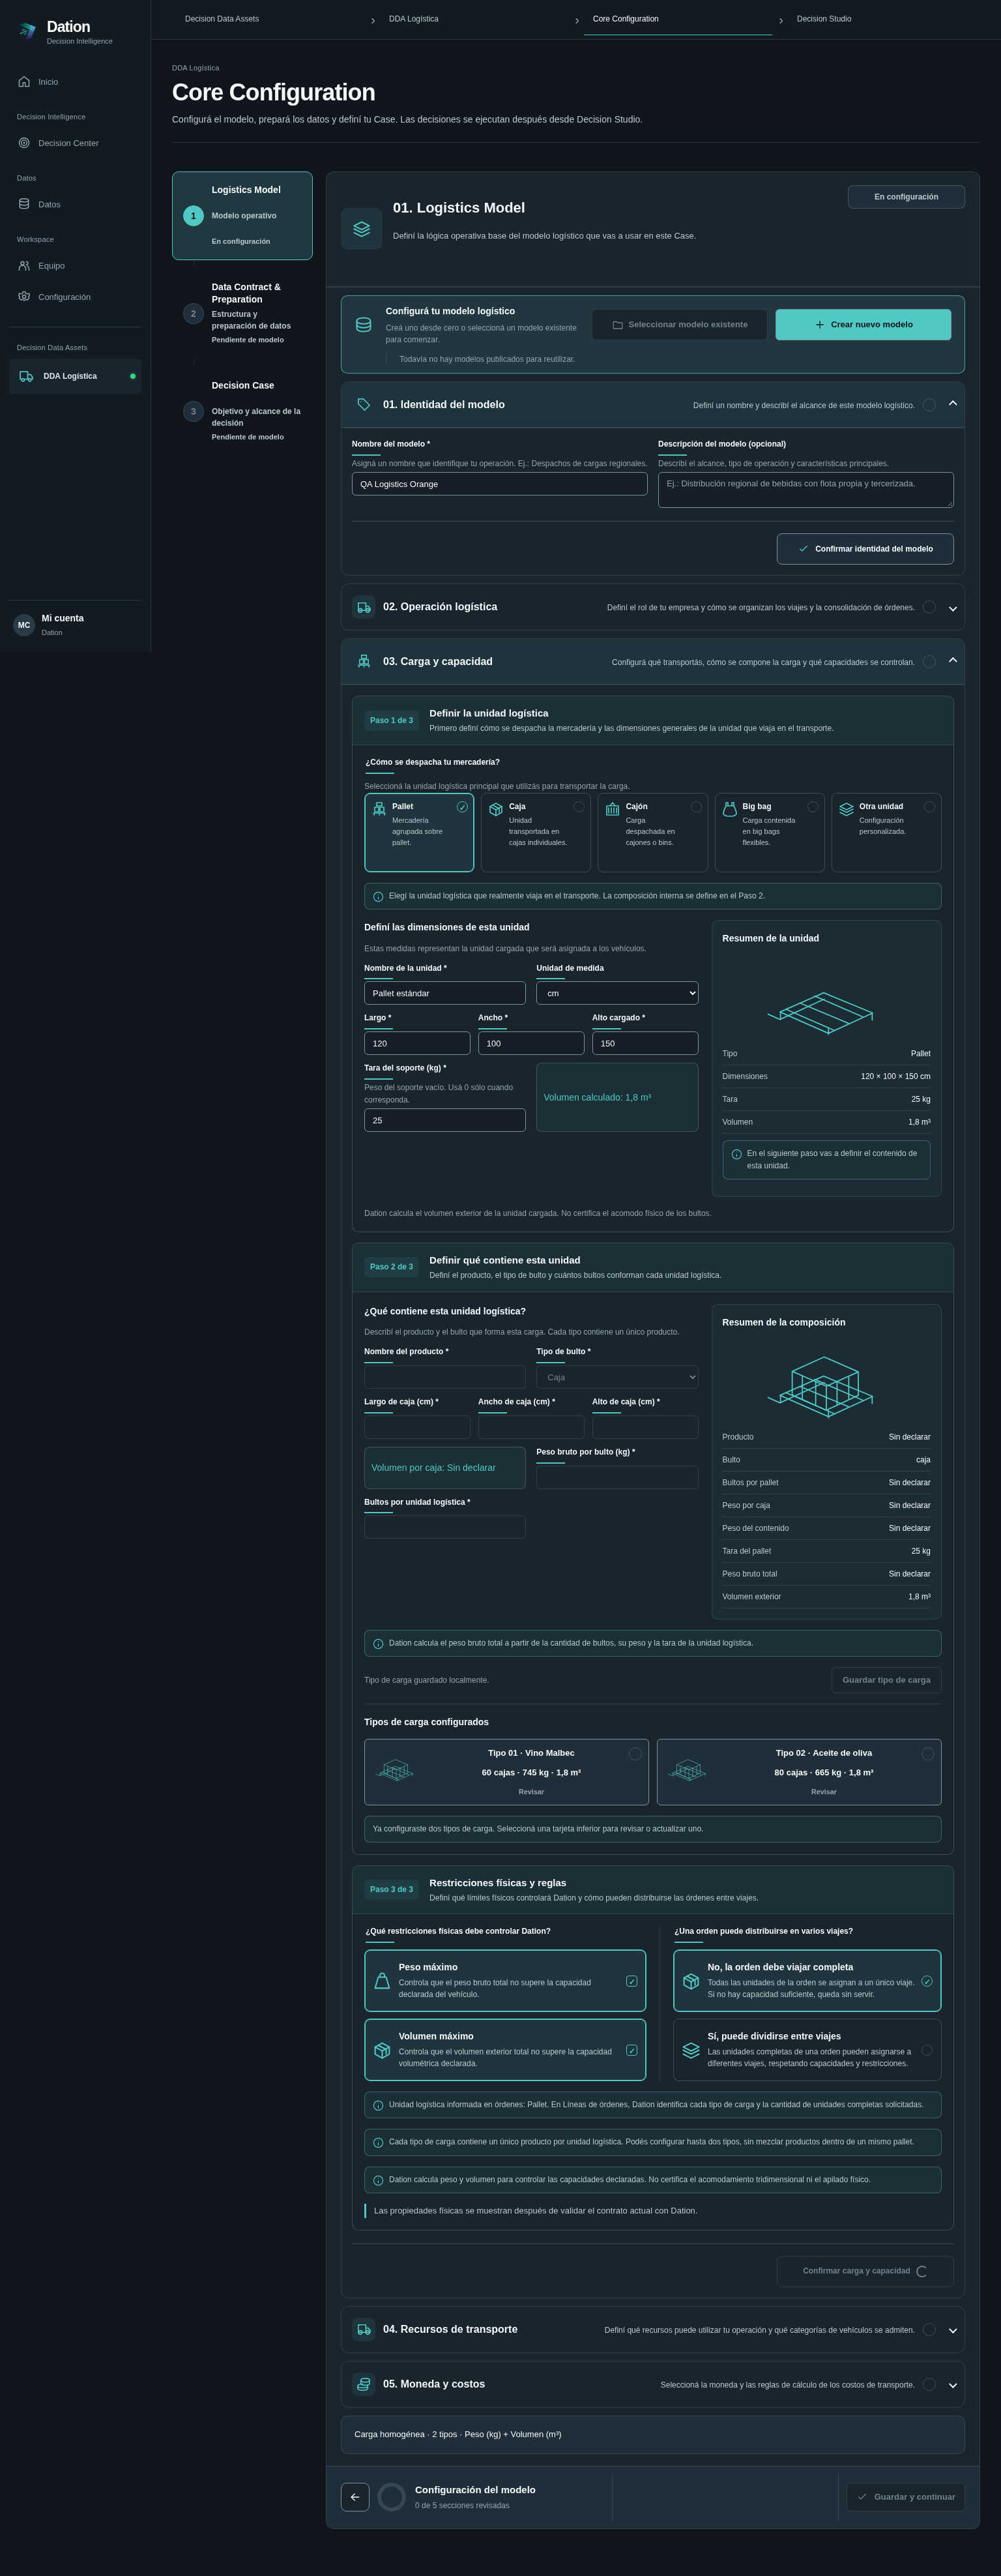 Dation
Decision Intelligence
Inicio
Decision Intelligence
Decision Center
Datos
Datos
Workspace
Equipo
Configuración
Decision Data Assets
DDA Logística
MC
Mi cuenta
Dation
Decision Data Assets
DDA Logística
Core Configuration
Decision Studio
DDA Logística
Core Configuration
Configurá el modelo, prepará los datos y definí tu Case. Las decisiones se ejecutan después desde Decision Studio.
Logistics Model
1
Modelo operativo
En configuración
Data Contract &
Preparation
2
Estructura y
preparación de datos
Pendiente de modelo
Decision Case
3
Objetivo y alcance de la
decisión
Pendiente de modelo
01. Logistics Model
Definí la lógica operativa base del modelo logístico que vas a usar en este Case.
En configuración
Configurá tu modelo logístico
Creá uno desde cero o seleccioná un modelo existente
para comenzar.
Todavía no hay modelos publicados para reutilizar.
Seleccionar modelo existente
Crear nuevo modelo
01. Identidad del modelo
Definí un nombre y describí el alcance de este modelo logístico.
Nombre del modelo *
Asigná un nombre que identifique tu operación. Ej.: Despachos de cargas regionales.
QA Logistics Orange
Descripción del modelo (opcional)
Describí el alcance, tipo de operación y características principales.
Ej.: Distribución regional de bebidas con flota propia y tercerizada.
Confirmar identidad del modelo
02. Operación logística
Definí el rol de tu empresa y cómo se organizan los viajes y la consolidación de órdenes.
03. Carga y capacidad
Configurá qué transportás, cómo se compone la carga y qué capacidades se controlan.
Paso 1 de 3
Definir la unidad logística
Primero definí cómo se despacha la mercadería y las dimensiones generales de la unidad que viaja en el transporte.
¿Cómo se despacha tu mercadería?
Seleccioná la unidad logística principal que utilizás para transportar la carga.
Pallet
Mercadería
agrupada sobre
pallet.
Caja
Unidad
transportada en
cajas individuales.
Cajón
Carga
despachada en
cajones o bins.
Big bag
Carga contenida
en big bags
flexibles.
Otra unidad
Configuración
personalizada.
Elegí la unidad logística que realmente viaja en el transporte. La composición interna se define en el Paso 2.
Definí las dimensiones de esta unidad
Estas medidas representan la unidad cargada que será asignada a los vehículos.
Nombre de la unidad *
Pallet estándar
Unidad de medida
cm
Largo *
120
Ancho *
100
Alto cargado *
150
Tara del soporte (kg) *
Peso del soporte vacío. Usá 0 sólo cuando
corresponda.
25
Volumen calculado: 1,8 m³
Resumen de la unidad
Tipo Pallet
Dimensiones 120 × 100 × 150 cm
Tara 25 kg
Volumen 1,8 m³
En el siguiente paso vas a definir el contenido de
esta unidad.
Dation calcula el volumen exterior de la unidad cargada. No certifica el acomodo físico de los bultos.
Paso 2 de 3
Definir qué contiene esta unidad
Definí el producto, el tipo de bulto y cuántos bultos conforman cada unidad logística.
¿Qué contiene esta unidad logística?
Describí el producto y el bulto que forma esta carga. Cada tipo contiene un único producto.
Nombre del producto *
Tipo de bulto *
Caja
Largo de caja (cm) *
Ancho de caja (cm) *
Alto de caja (cm) *
Volumen por caja: Sin declarar
Peso bruto por bulto (kg) *
Bultos por unidad logística *
Resumen de la composición
Producto Sin declarar
Bulto caja
Bultos por pallet Sin declarar
Peso por caja Sin declarar
Peso del contenido Sin declarar
Tara del pallet 25 kg
Peso bruto total Sin declarar
Volumen exterior 1,8 m³
Dation calcula el peso bruto total a partir de la cantidad de bultos, su peso y la tara de la unidad logística.
Tipo de carga guardado localmente.
Guardar tipo de carga
Tipos de carga configurados
Tipo 01 · Vino Malbec
60 cajas · 745 kg · 1,8 m³
Revisar
Tipo 02 · Aceite de oliva
80 cajas · 665 kg · 1,8 m³
Revisar
Ya configuraste dos tipos de carga. Seleccioná una tarjeta inferior para revisar o actualizar uno.
Paso 3 de 3
Restricciones físicas y reglas
Definí qué límites físicos controlará Dation y cómo pueden distribuirse las órdenes entre viajes.
¿Qué restricciones físicas debe controlar Dation?
Peso máximo
Controla que el peso bruto total no supere la capacidad
declarada del vehículo.
Volumen máximo
Controla que el volumen exterior total no supere la capacidad
volumétrica declarada.
¿Una orden puede distribuirse en varios viajes?
No, la orden debe viajar completa
Todas las unidades de la orden se asignan a un único viaje.
Si no hay capacidad suficiente, queda sin servir.
Sí, puede dividirse entre viajes
Las unidades completas de una orden pueden asignarse a
diferentes viajes, respetando capacidades y restricciones.
Unidad logística informada en órdenes: Pallet. En Líneas de órdenes, Dation identifica cada tipo de carga y la cantidad de unidades completas solicitadas.
Cada tipo de carga contiene un único producto por unidad logística. Podés configurar hasta dos tipos, sin mezclar productos dentro de un mismo pallet.
Dation calcula peso y volumen para controlar las capacidades declaradas. No certifica el acomodamiento tridimensional ni el apilado físico.
Las propiedades físicas se muestran después de validar el contrato actual con Dation.
Confirmar carga y capacidad
04. Recursos de transporte
Definí qué recursos puede utilizar tu operación y qué categorías de vehículos se admiten.
05. Moneda y costos
Seleccioná la moneda y las reglas de cálculo de los costos de transporte.
Carga homogénea · 2 tipos · Peso (kg) + Volumen (m³)
Configuración del modelo
0 de 5 secciones revisadas
Guardar y continuar